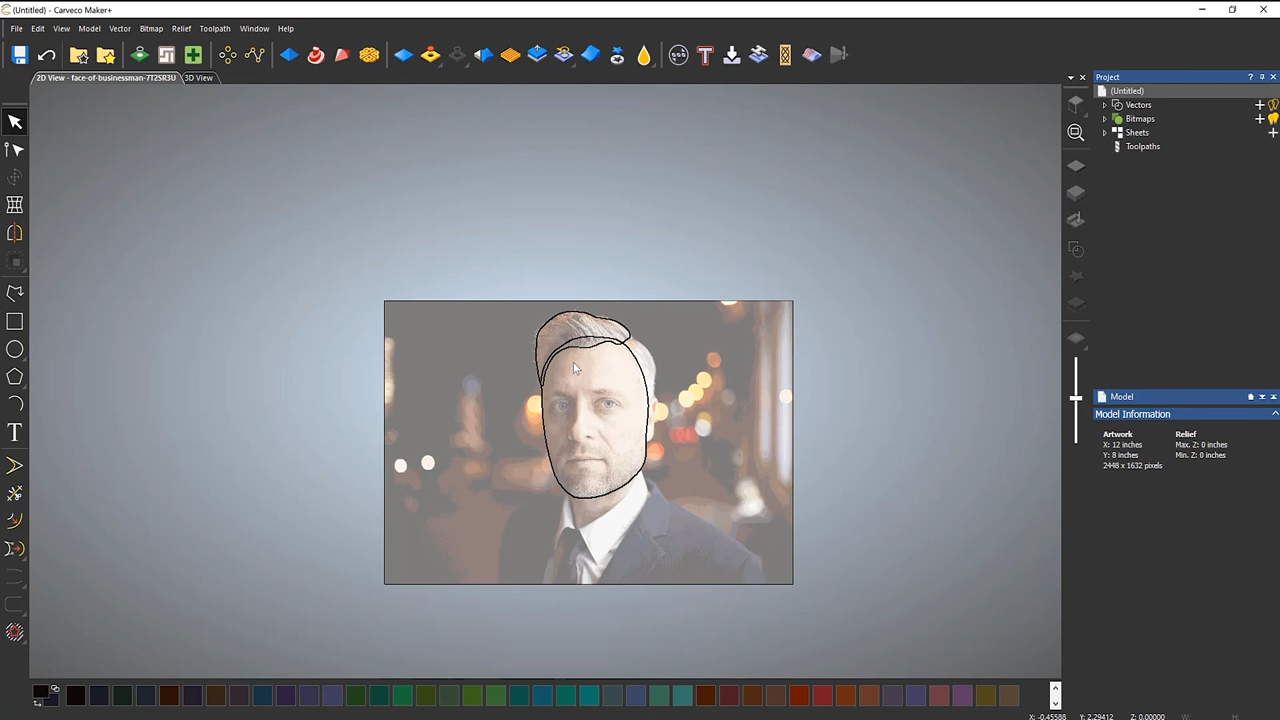 (Untitled) - Carveco Maker+
File Edit View Model Vector Bitmap Relief Toolpath Window Help
2D View - face-of-businessman-7T2SR3U 3D View
Project
(Untitled)
Vectors
Bitmaps
Sheets
Toolpaths
Model
Model Information
Artwork Relief
X: 12 inches Max. Z: 0 inches
Y: 8 inches Min. Z: 0 inches
2448 x 1632 pixels
X: -0.45588 Y: 2.29412 Z: 0.00000 W: H: